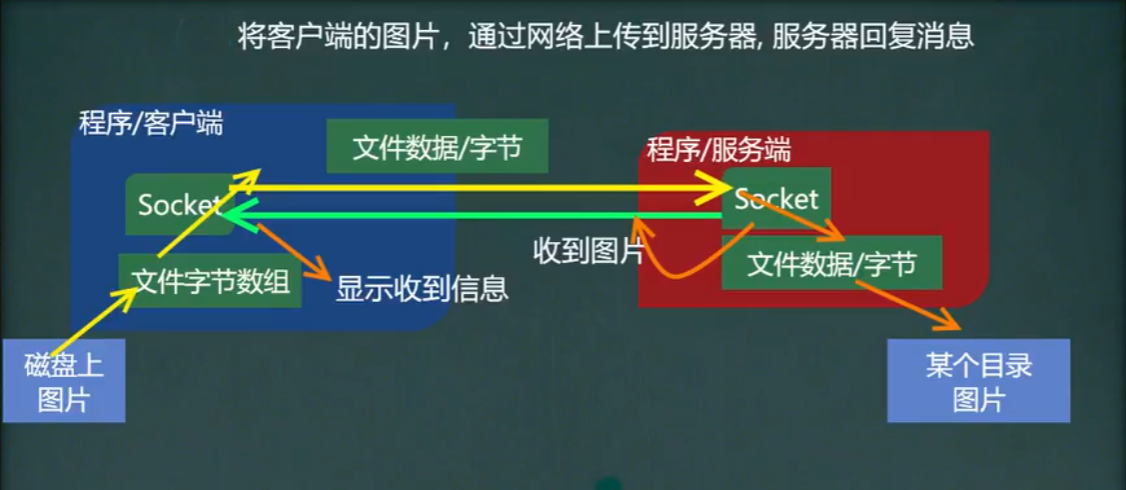 将客户端的图片，通过网络上传到服务器, 服务器回复消息
程序/客户端
文件数据/字节
程序/服务端
Socket
Socket
收到图片
文件字节数组
显示收到信息
文件数据/字节
磁盘上
图片
某个目录
图片